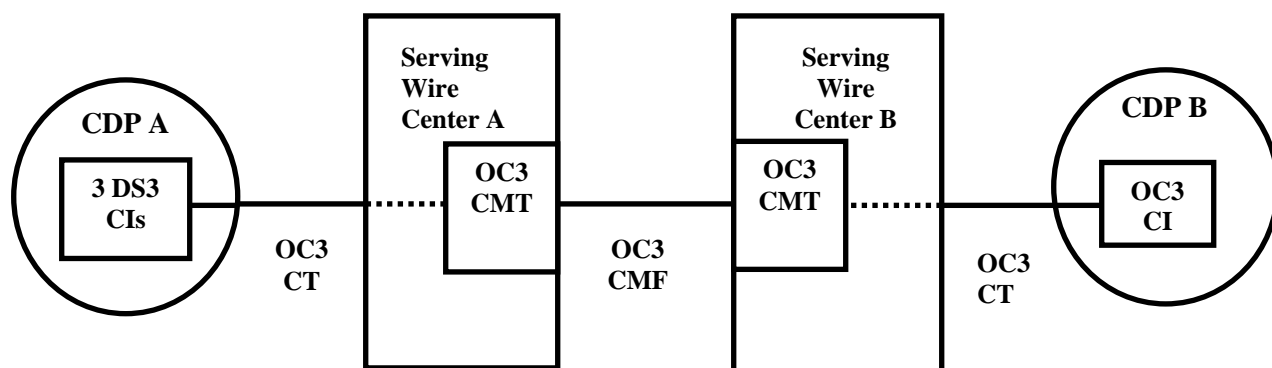 CDP A
3 DS3
CIs
OC3
CT
Serving
Wire
Center A
OC3
CMT
OC3
CMF
Serving
Wire
Center B
OC3
CMT
OC3
CT
CDP B
OC3
CI